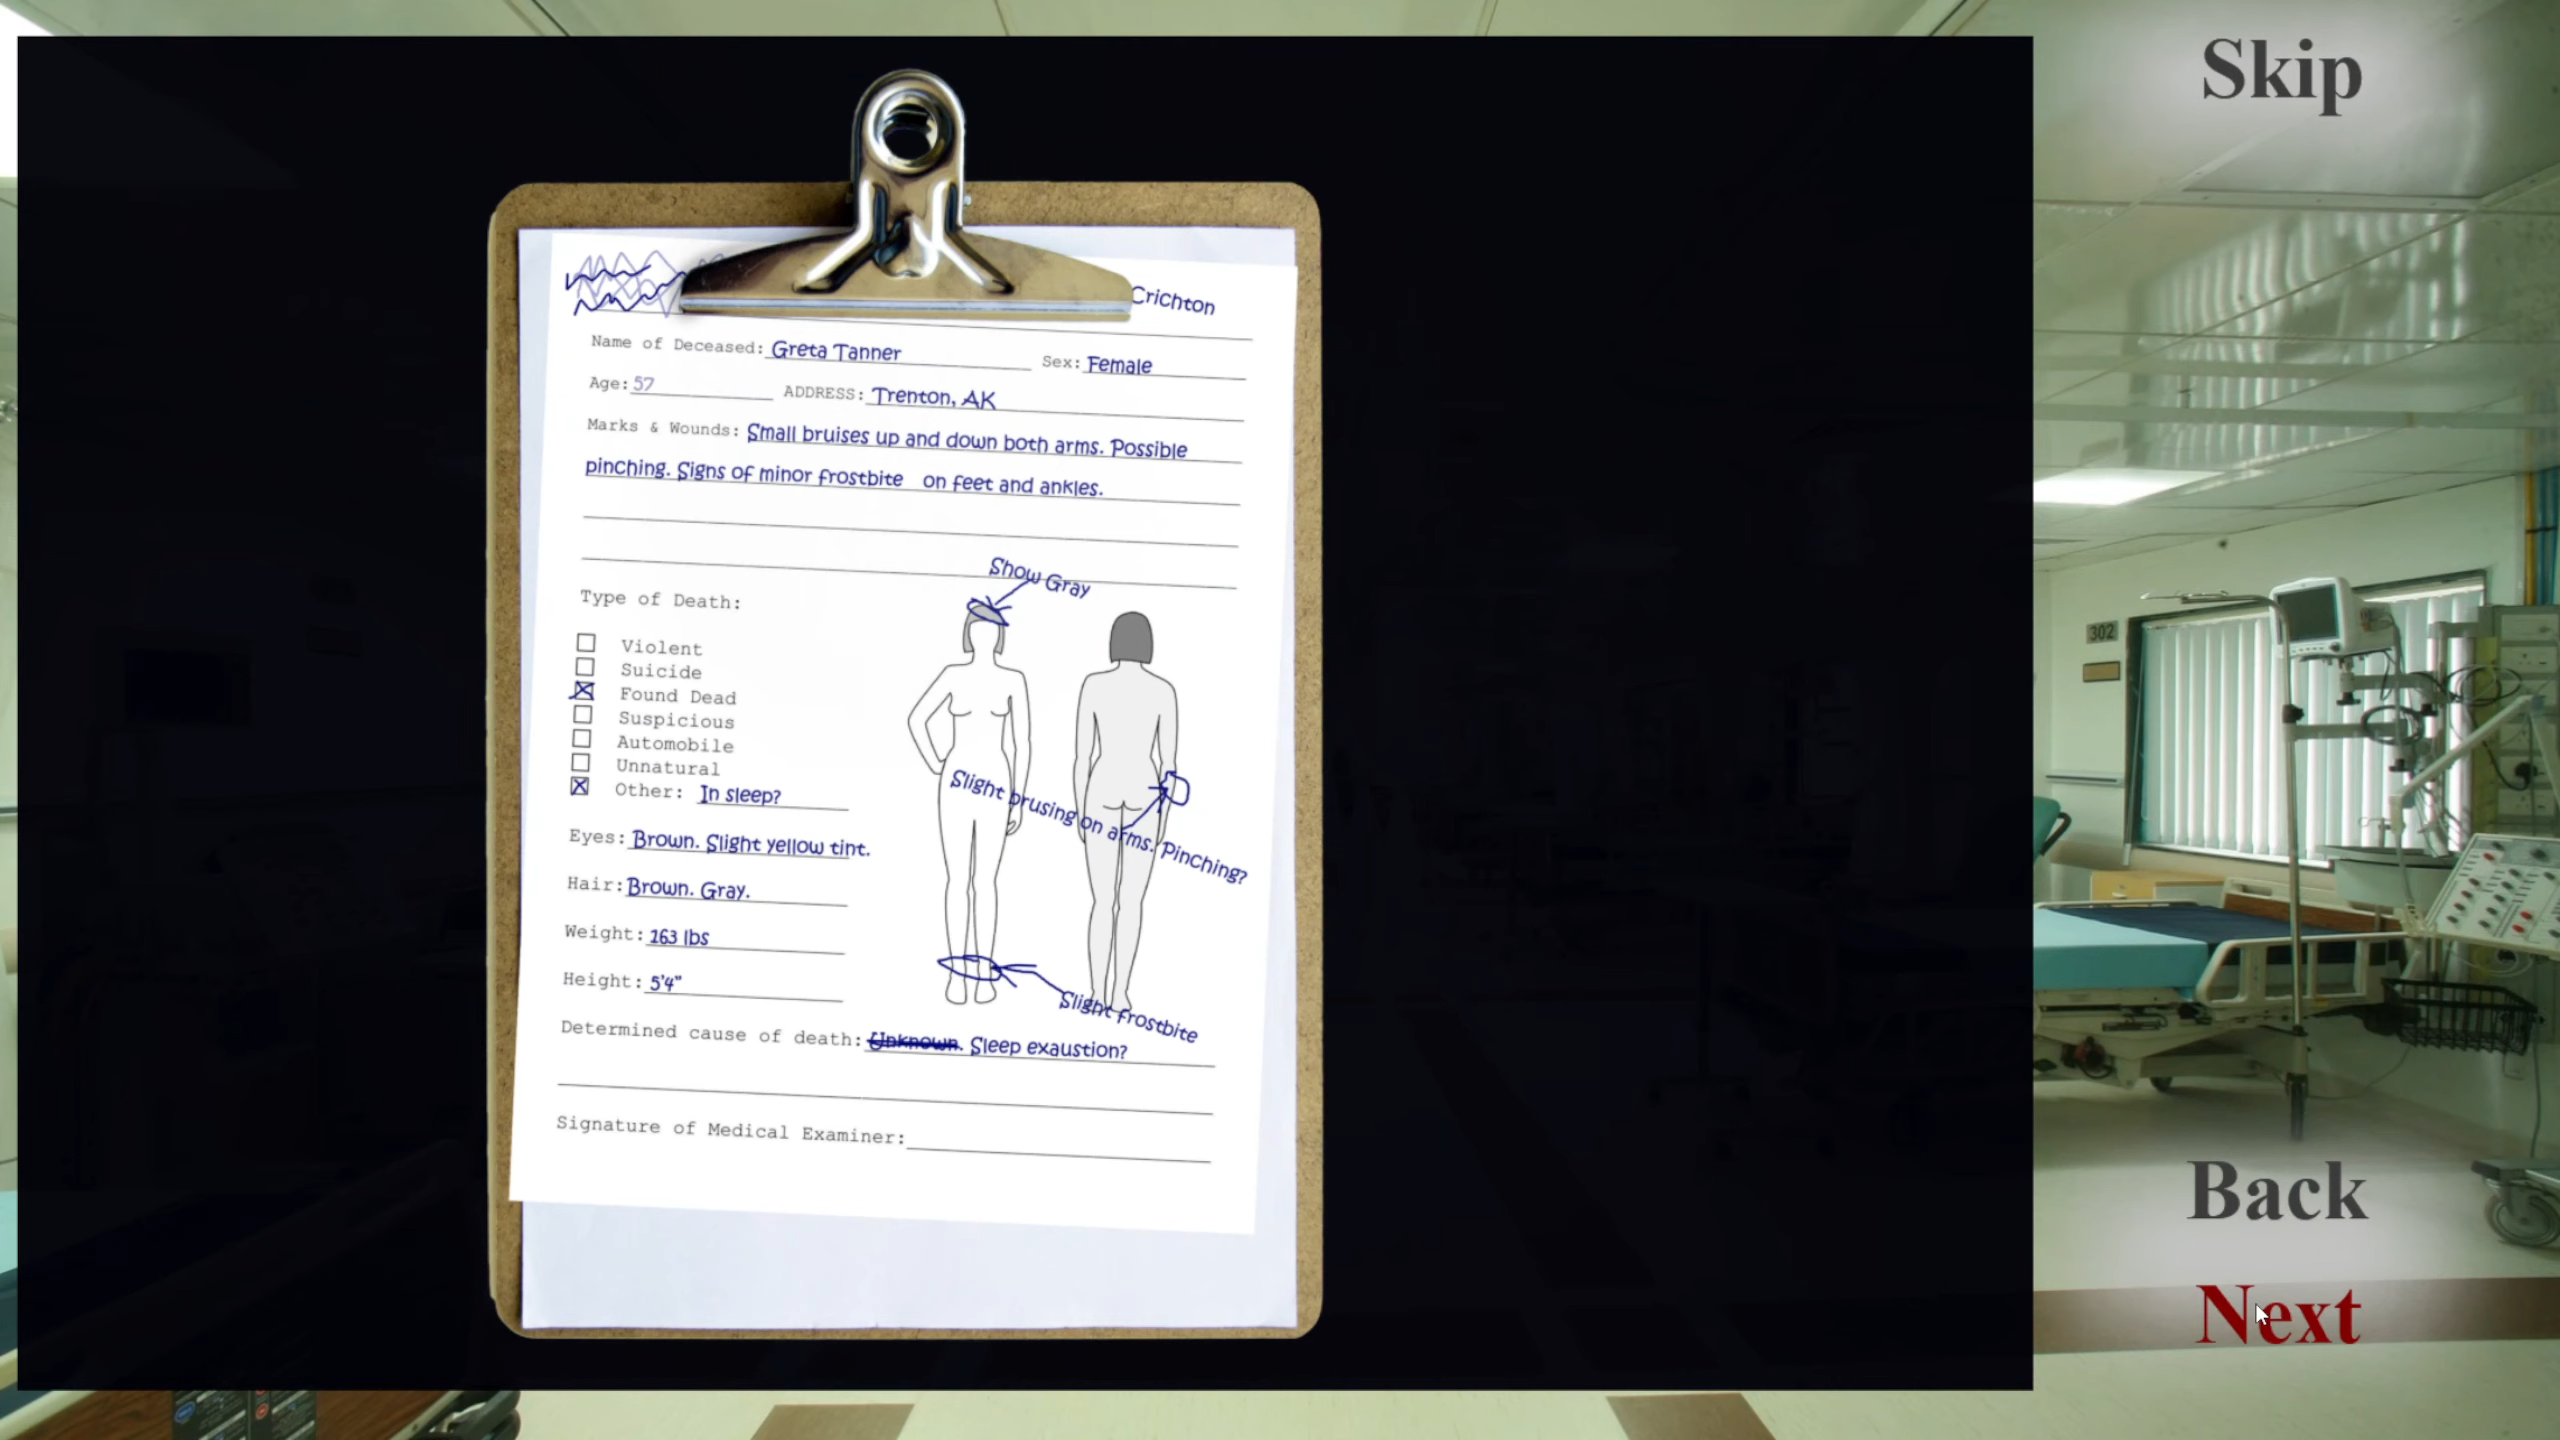 Skip
Crichton
Name of Deceased: Greta Tanner Sex: Female
Age: 57 ADDRESS: Trenton, AK
Marks & Wounds: Small bruises up and down both arms. Possible
pinching. Signs of minor frostbite on feet and ankles.
Show Gray
Type of Death:
Violent
Suicide
Found Dead
Suspicious
Automobile
Unnatural
Other: In sleep?
Slight brusing on arms. Pinching?
Eyes: Brown. Slight yellow tint.
Hair: Brown. Gray.
Weight: 163 lbs
Height: 5'4"
Slight frostbite
Determined cause of death: Unknown. Sleep exaustion?
Signature of Medical Examiner:
302
Back
Next